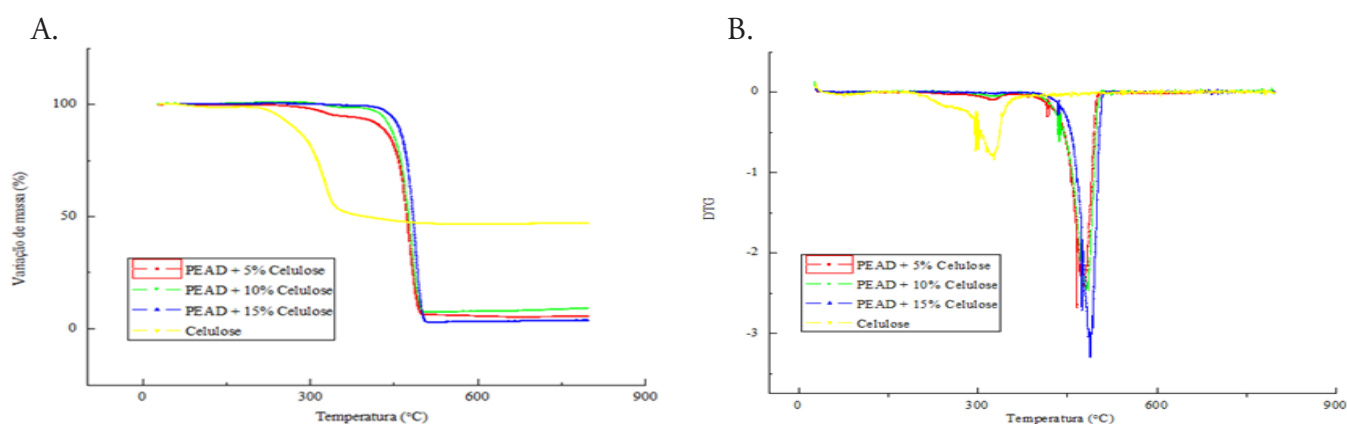 A.
100
50
0
Variação de massa (%)
PEAD + 5% Celulose
PEAD + 10% Celulose
PEAD + 15% Celulose
Celulose
0
300
600
900
Temperatura (°C)
B.
0
-1
-2
-3
DTG
PEAD + 5% Celulose
PEAD + 10% Celulose
PEAD + 15% Celulose
Celulose
0
300
600
900
Temperatura (°C)